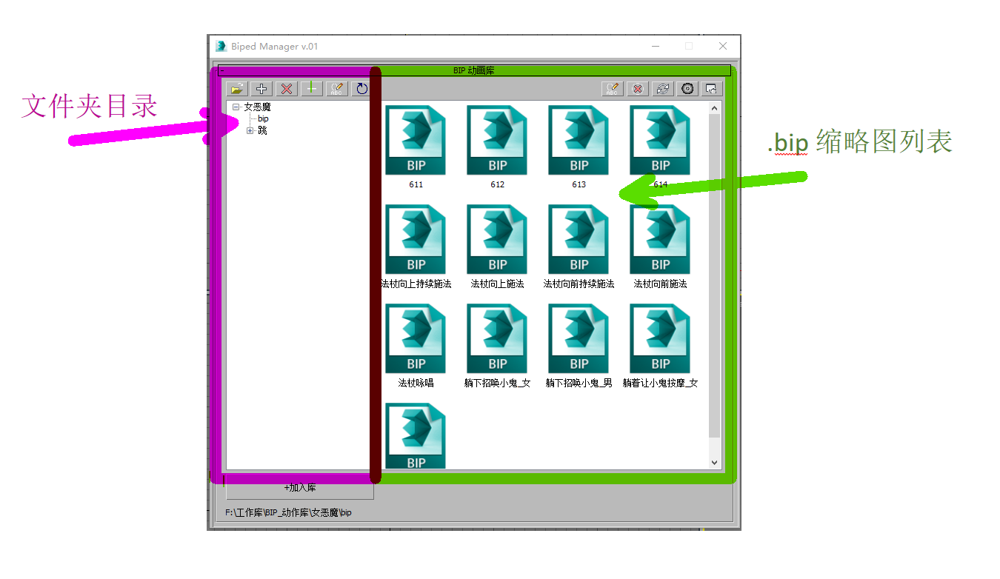 Biped Manager v.01
BIP 动画库
文件夹目录
ABC
ABC
女恶魔
bip
跳
.bip 缩略图列表
BIP
BIP
BIP
BIP
611
612
613
614
BIP
BIP
BIP
BIP
法杖向上持续施法
法杖向上施法
法杖向前持续施法
法杖向前施法
BIP
BIP
BIP
BIP
法杖咏唱
躺下招唤小鬼_女
躺下招唤小鬼_男
躺着让小鬼按摩_女
BIP
+加入库
F:\工作库\BIP_动作库\女恶魔\bip